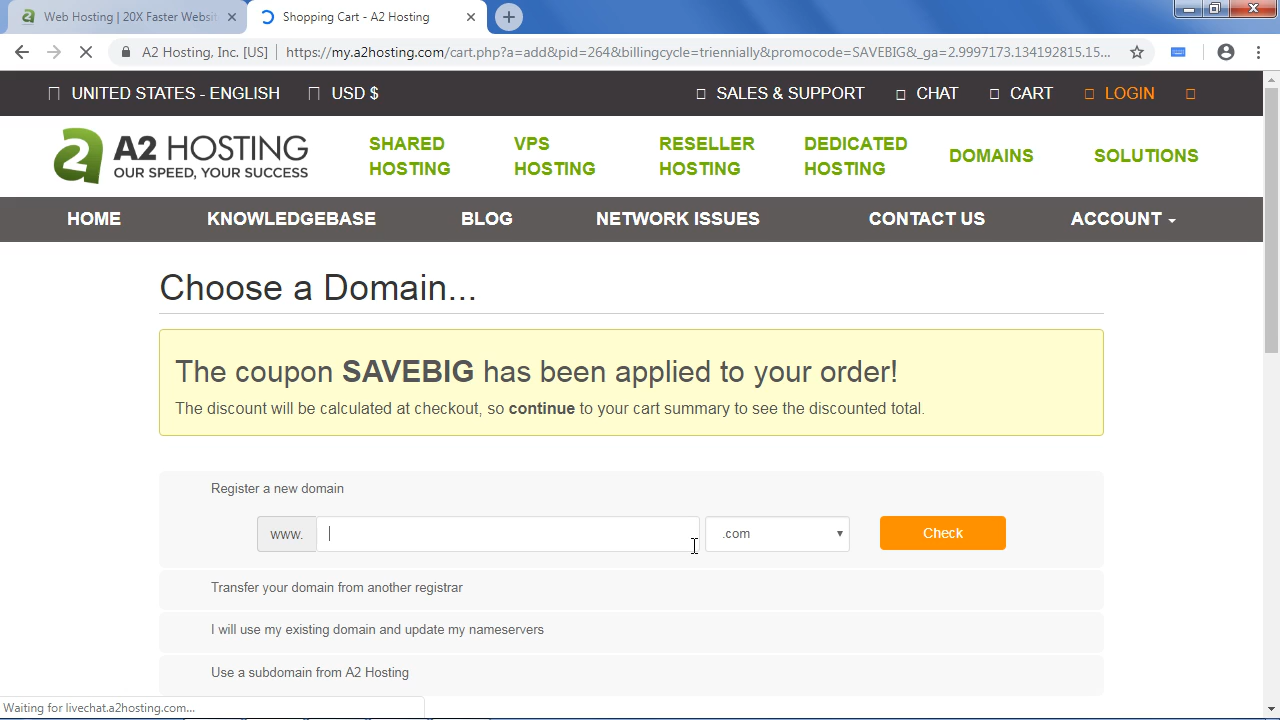 Web Hosting | 20X Faster Websit
Shopping Cart - A2 Hosting
A2 Hosting, Inc. [US]
https://my.a2hosting.com/cart.php?a=add&pid=264&billingcycle=triennially&promocode=SAVEBIG&_ga=2.9997173.134192815.15...
UNITED STATES - ENGLISH
USD $
SALES & SUPPORT
CHAT
CART
LOGIN
A2 HOSTING
OUR SPEED, YOUR SUCCESS
SHARED
HOSTING
VPS
HOSTING
RESELLER
HOSTING
DEDICATED
HOSTING
DOMAINS
SOLUTIONS
HOME
KNOWLEDGEBASE
BLOG
NETWORK ISSUES
CONTACT US
ACCOUNT
Choose a Domain...
The coupon SAVEBIG has been applied to your order!
The discount will be calculated at checkout, so continue to your cart summary to see the discounted total.
Register a new domain
www.
.com
Check
Transfer your domain from another registrar
I will use my existing domain and update my nameservers
Use a subdomain from A2 Hosting
Waiting for livechat.a2hosting.com...